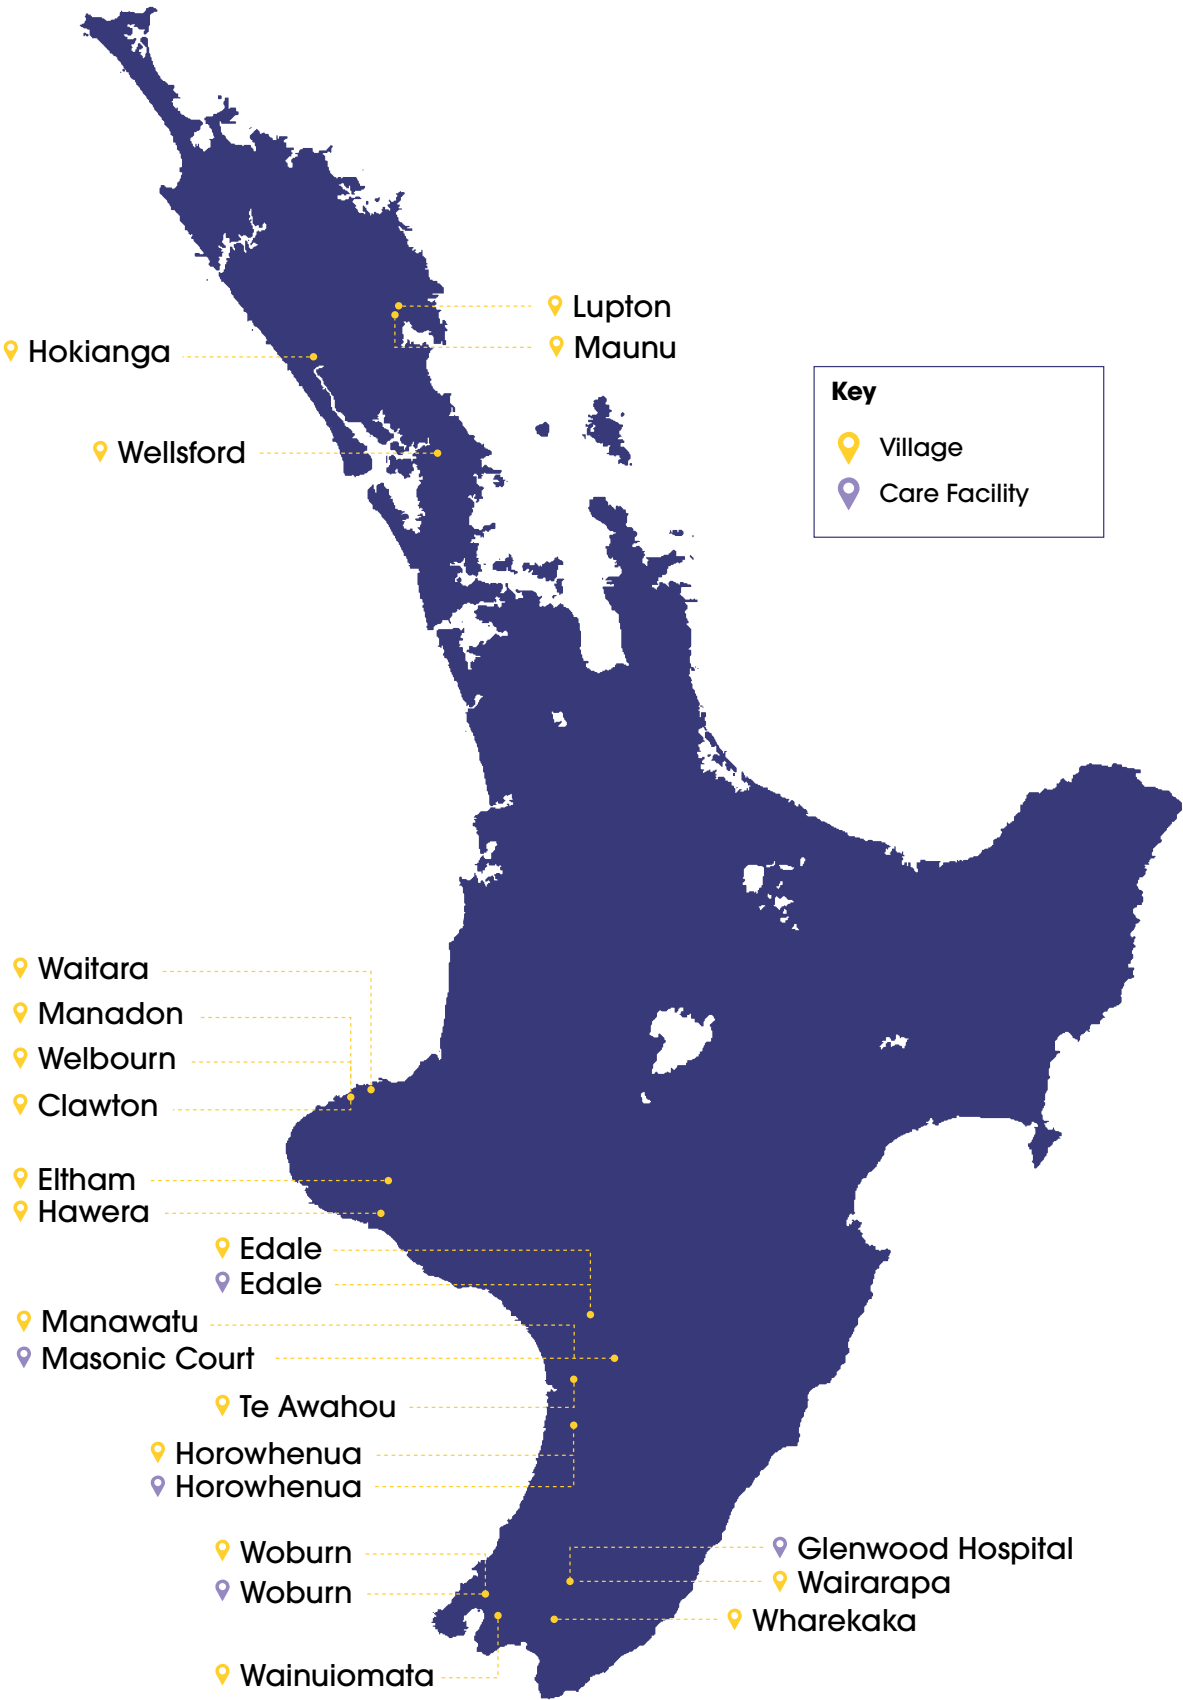 Lupton
Maunu
Hokianga
Key
Village
Care Facility
Wellsford
Waitara
Manadon
Welbourn
Clawton
Eltham
Hawera
Edale
Edale
Manawatu
Masonic Court
Te Awahou
Horowhenua
Horowhenua
Woburn
Woburn
Glenwood Hospital
Wairarapa
Wharekaka
Wainuiomata